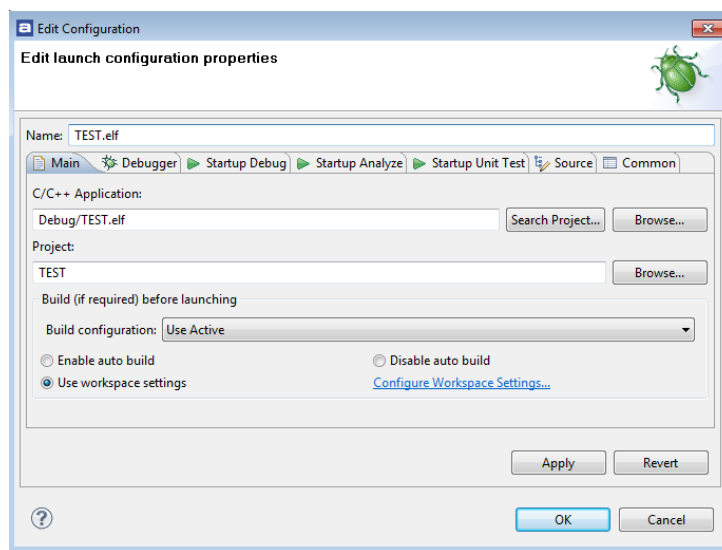 a Edit Configuration
Edit launch configuration properties
Name: TEST.elf
Main Debugger Startup Debug Startup Analyze Startup Unit Test Source Common
C/C++ Application:
Debug/TEST.elf Search Project... Browse...
Project:
TEST Browse...
Build (if required) before launching
Build configuration: Use Active
Enable auto build Disable auto build
Use workspace settings Configure Workspace Settings...
Apply Revert
? OK Cancel